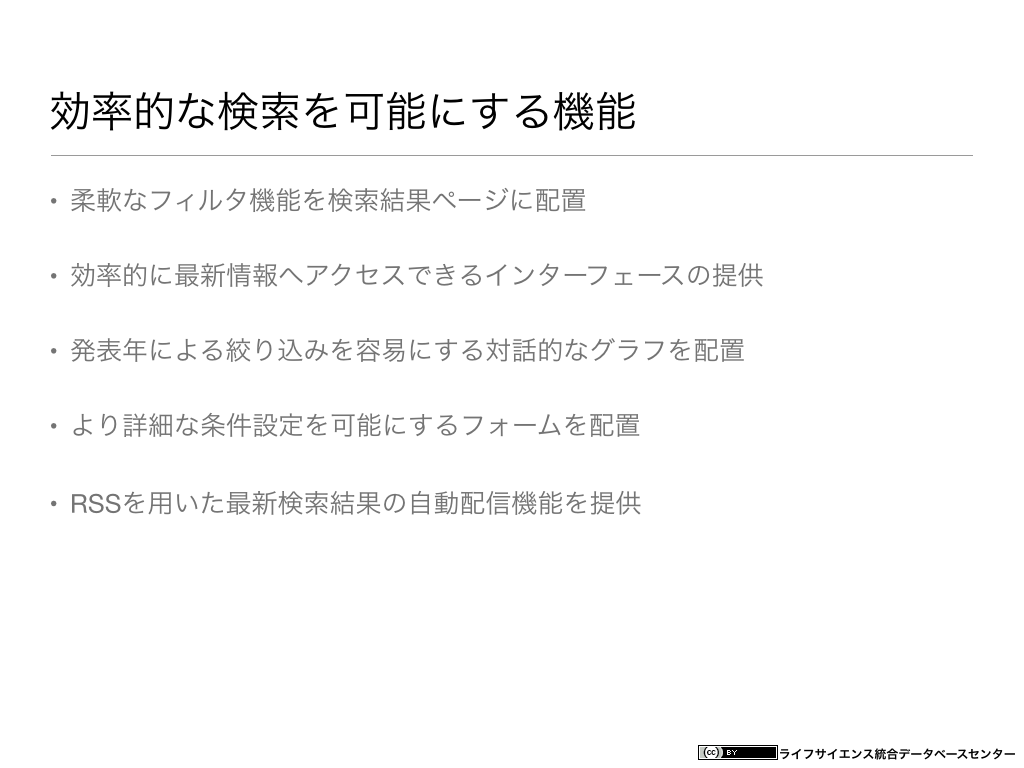 効率的な検索を可能にする機能
• 柔軟なフィルタ機能を検索結果ページに配置
• 効率的に最新情報へアクセスできるインターフェースの提供
• 発表年による絞り込みを容易にする対話的なグラフを配置
• より詳細な条件設定を可能にするフォームを配置
• RSSを用いた最新検索結果の自動配信機能を提供
(cc) BY ライフサイエンス統合データベースセンター